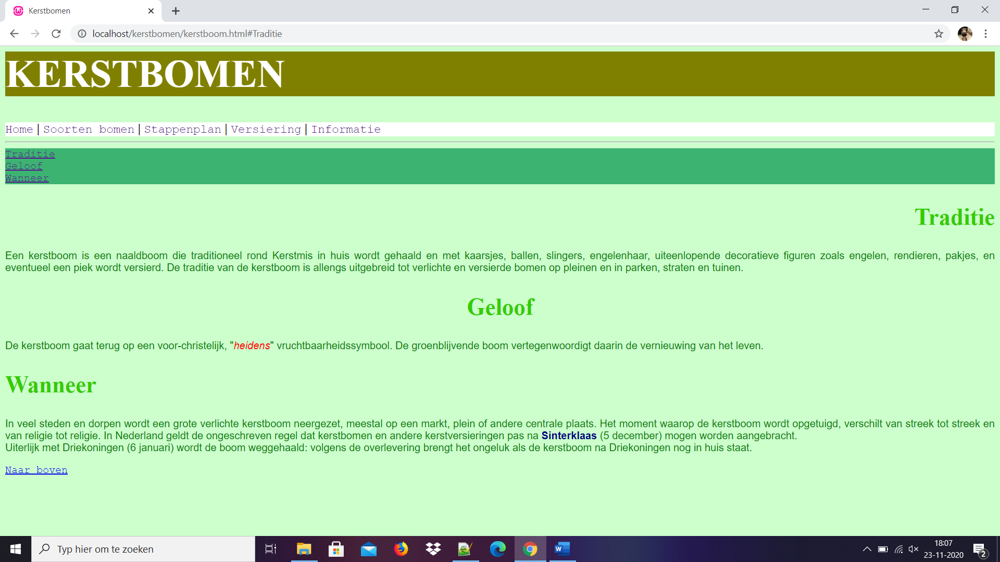 Kerstbomen
localhost/kerstbomen/kerstboom.html#Traditie
KERSTBOMEN
Home | Soorten bomen | Stappenplan | Versiering | Informatie
Traditie
Geloof
Wanneer
Traditie
Een kerstboom is een naaldboom die traditioneel rond Kerstmis in huis wordt gehaald en met kaarsjes, ballen, slingers, engelenhaar, uiteenlopende decoratieve figuren zoals engelen, rendieren, pakjes, en
eventueel een piek wordt versierd. De traditie van de kerstboom is allengs uitgebreid tot verlichte en versierde bomen op pleinen en in parken, straten en tuinen.
Geloof
De kerstboom gaat terug op een voor-christelijk, "heidens" vruchtbaarheidssymbool. De groenblijvende boom vertegenwoordigt daarin de vernieuwing van het leven.
Wanneer
In veel steden en dorpen wordt een grote verlichte kerstboom neergezet, meestal op een markt, plein of andere centrale plaats. Het moment waarop de kerstboom wordt opgetuigd, verschilt van streek tot streek en
van religie tot religie. In Nederland geldt de ongeschreven regel dat kerstbomen en andere kerstversieringen pas na Sinterklaas (5 december) mogen worden aangebracht.
Uiterlijk met Driekoningen (6 januari) wordt de boom weggehaald: volgens de overlevering brengt het ongeluk als de kerstboom na Driekoningen nog in huis staat.
Naar boven
Typ hier om te zoeken
18:07
23-11-2020
2